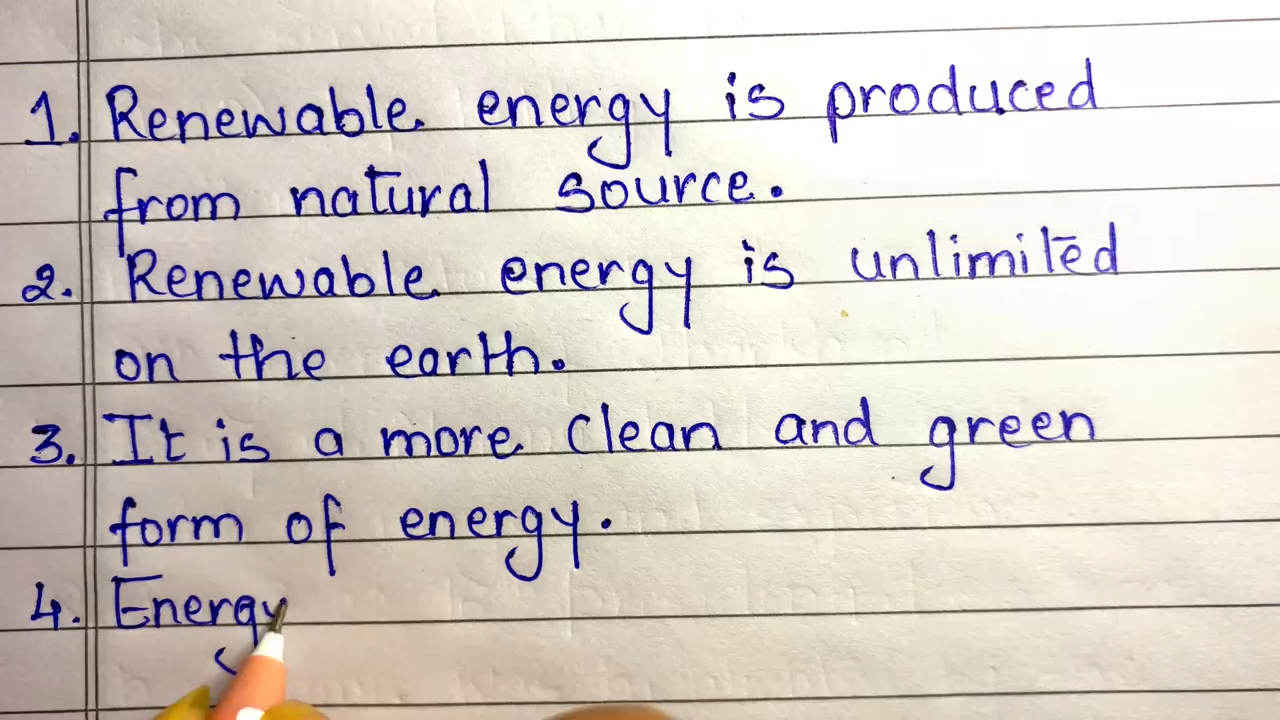 1. Renewable energy is produced
from natural source.
2. Renewable energy is unlimited
on the earth.
3. It is a more clean and green
form of energy.
4. Energy